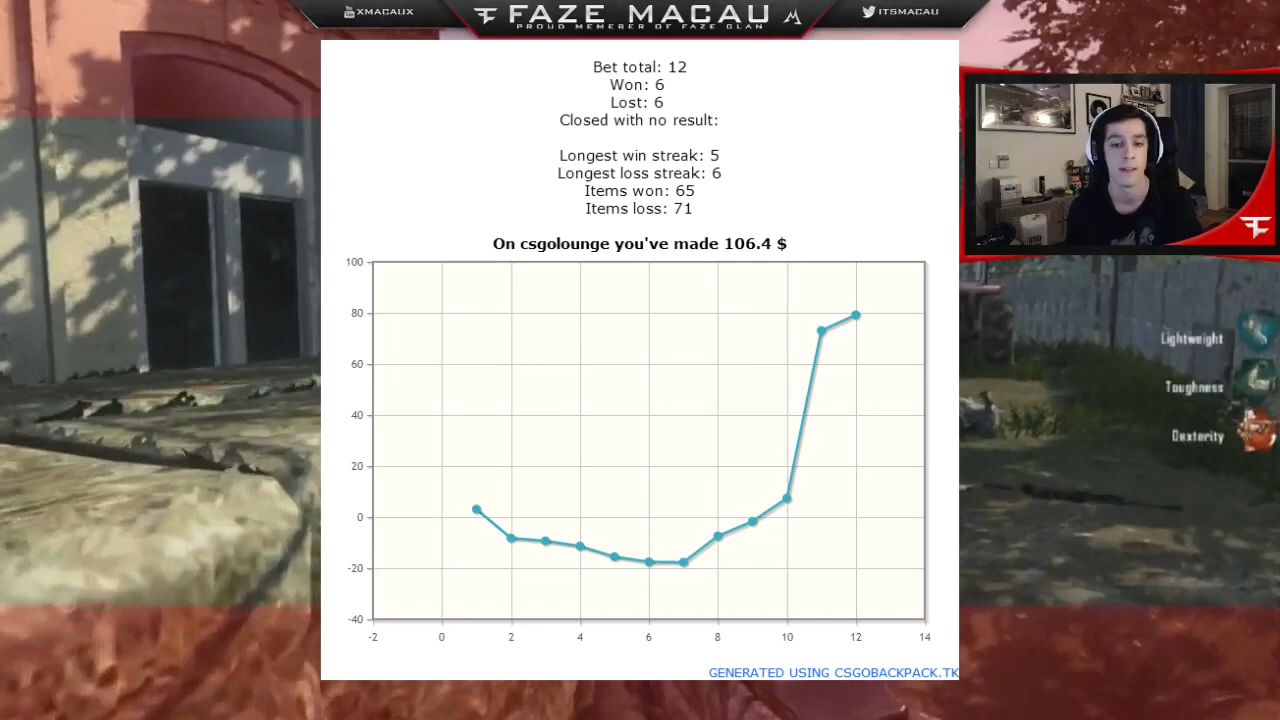 XMACAUX
FAZE MACAU
PROUD MEMEBER OF FAZE CLAN
ITSMACAU
Bet total: 12
Won: 6
Lost: 6
Closed with no result:
Longest win streak: 5
Longest loss streak: 6
Items won: 65
Items loss: 71
On csgolounge you've made 106.4 $
100
80
60
40
20
0
-20
-40
-2
0
2
4
6
8
10
12
14
GENERATED USING CSGOBACKPACK.TK
Lightweight
Toughness
Dexterity